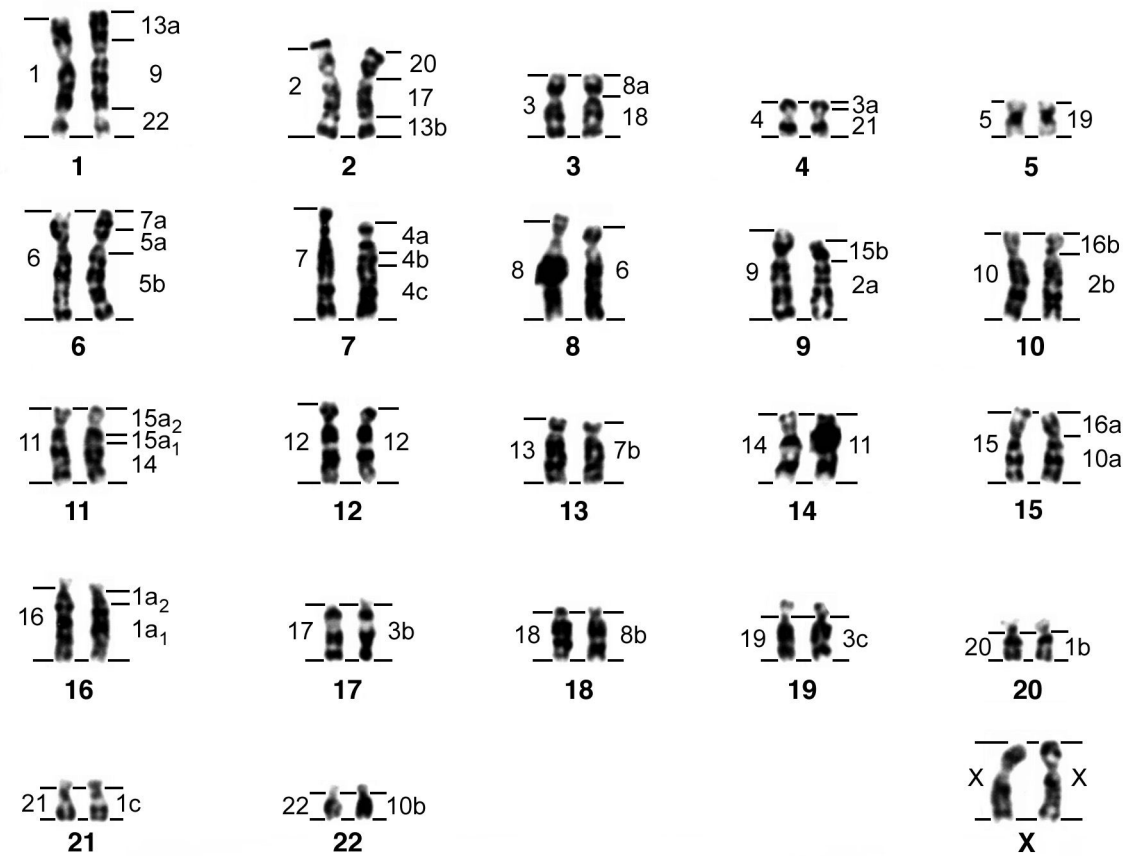 1 13a 9 22
1
2 20 17 13b
2
3 8a 18
3
4 3a 21
4
5 19
5
6 7a 5a 5b
6
7 4a 4b 4c
7
8 6
8
9 15b 2a
9
10 16b 2b
10
11 15a2 15a1 14
11
12 12
12
13 7b
13
14 11
14
15 16a 10a
15
16 1a2 1a1
16
17 3b
17
18 8b
18
19 3c
19
20 1b
20
21 1c
21
22 10b
22
X X
X